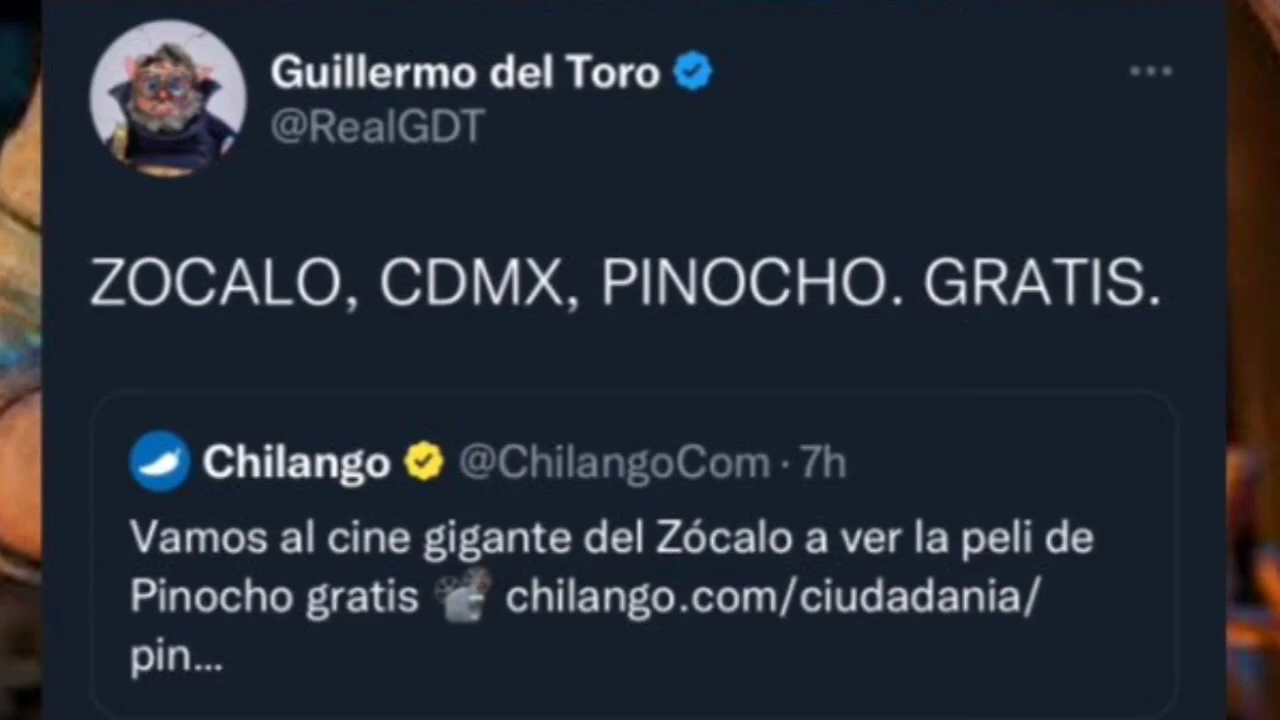 Guillermo del Toro
@RealGDT
ZOCALO, CDMX, PINOCHO. GRATIS.
Chilango @ChilangoCom · 7h
Vamos al cine gigante del Zócalo a ver la peli de
Pinocho gratis 📽 chilango.com/ciudadania/
pin...